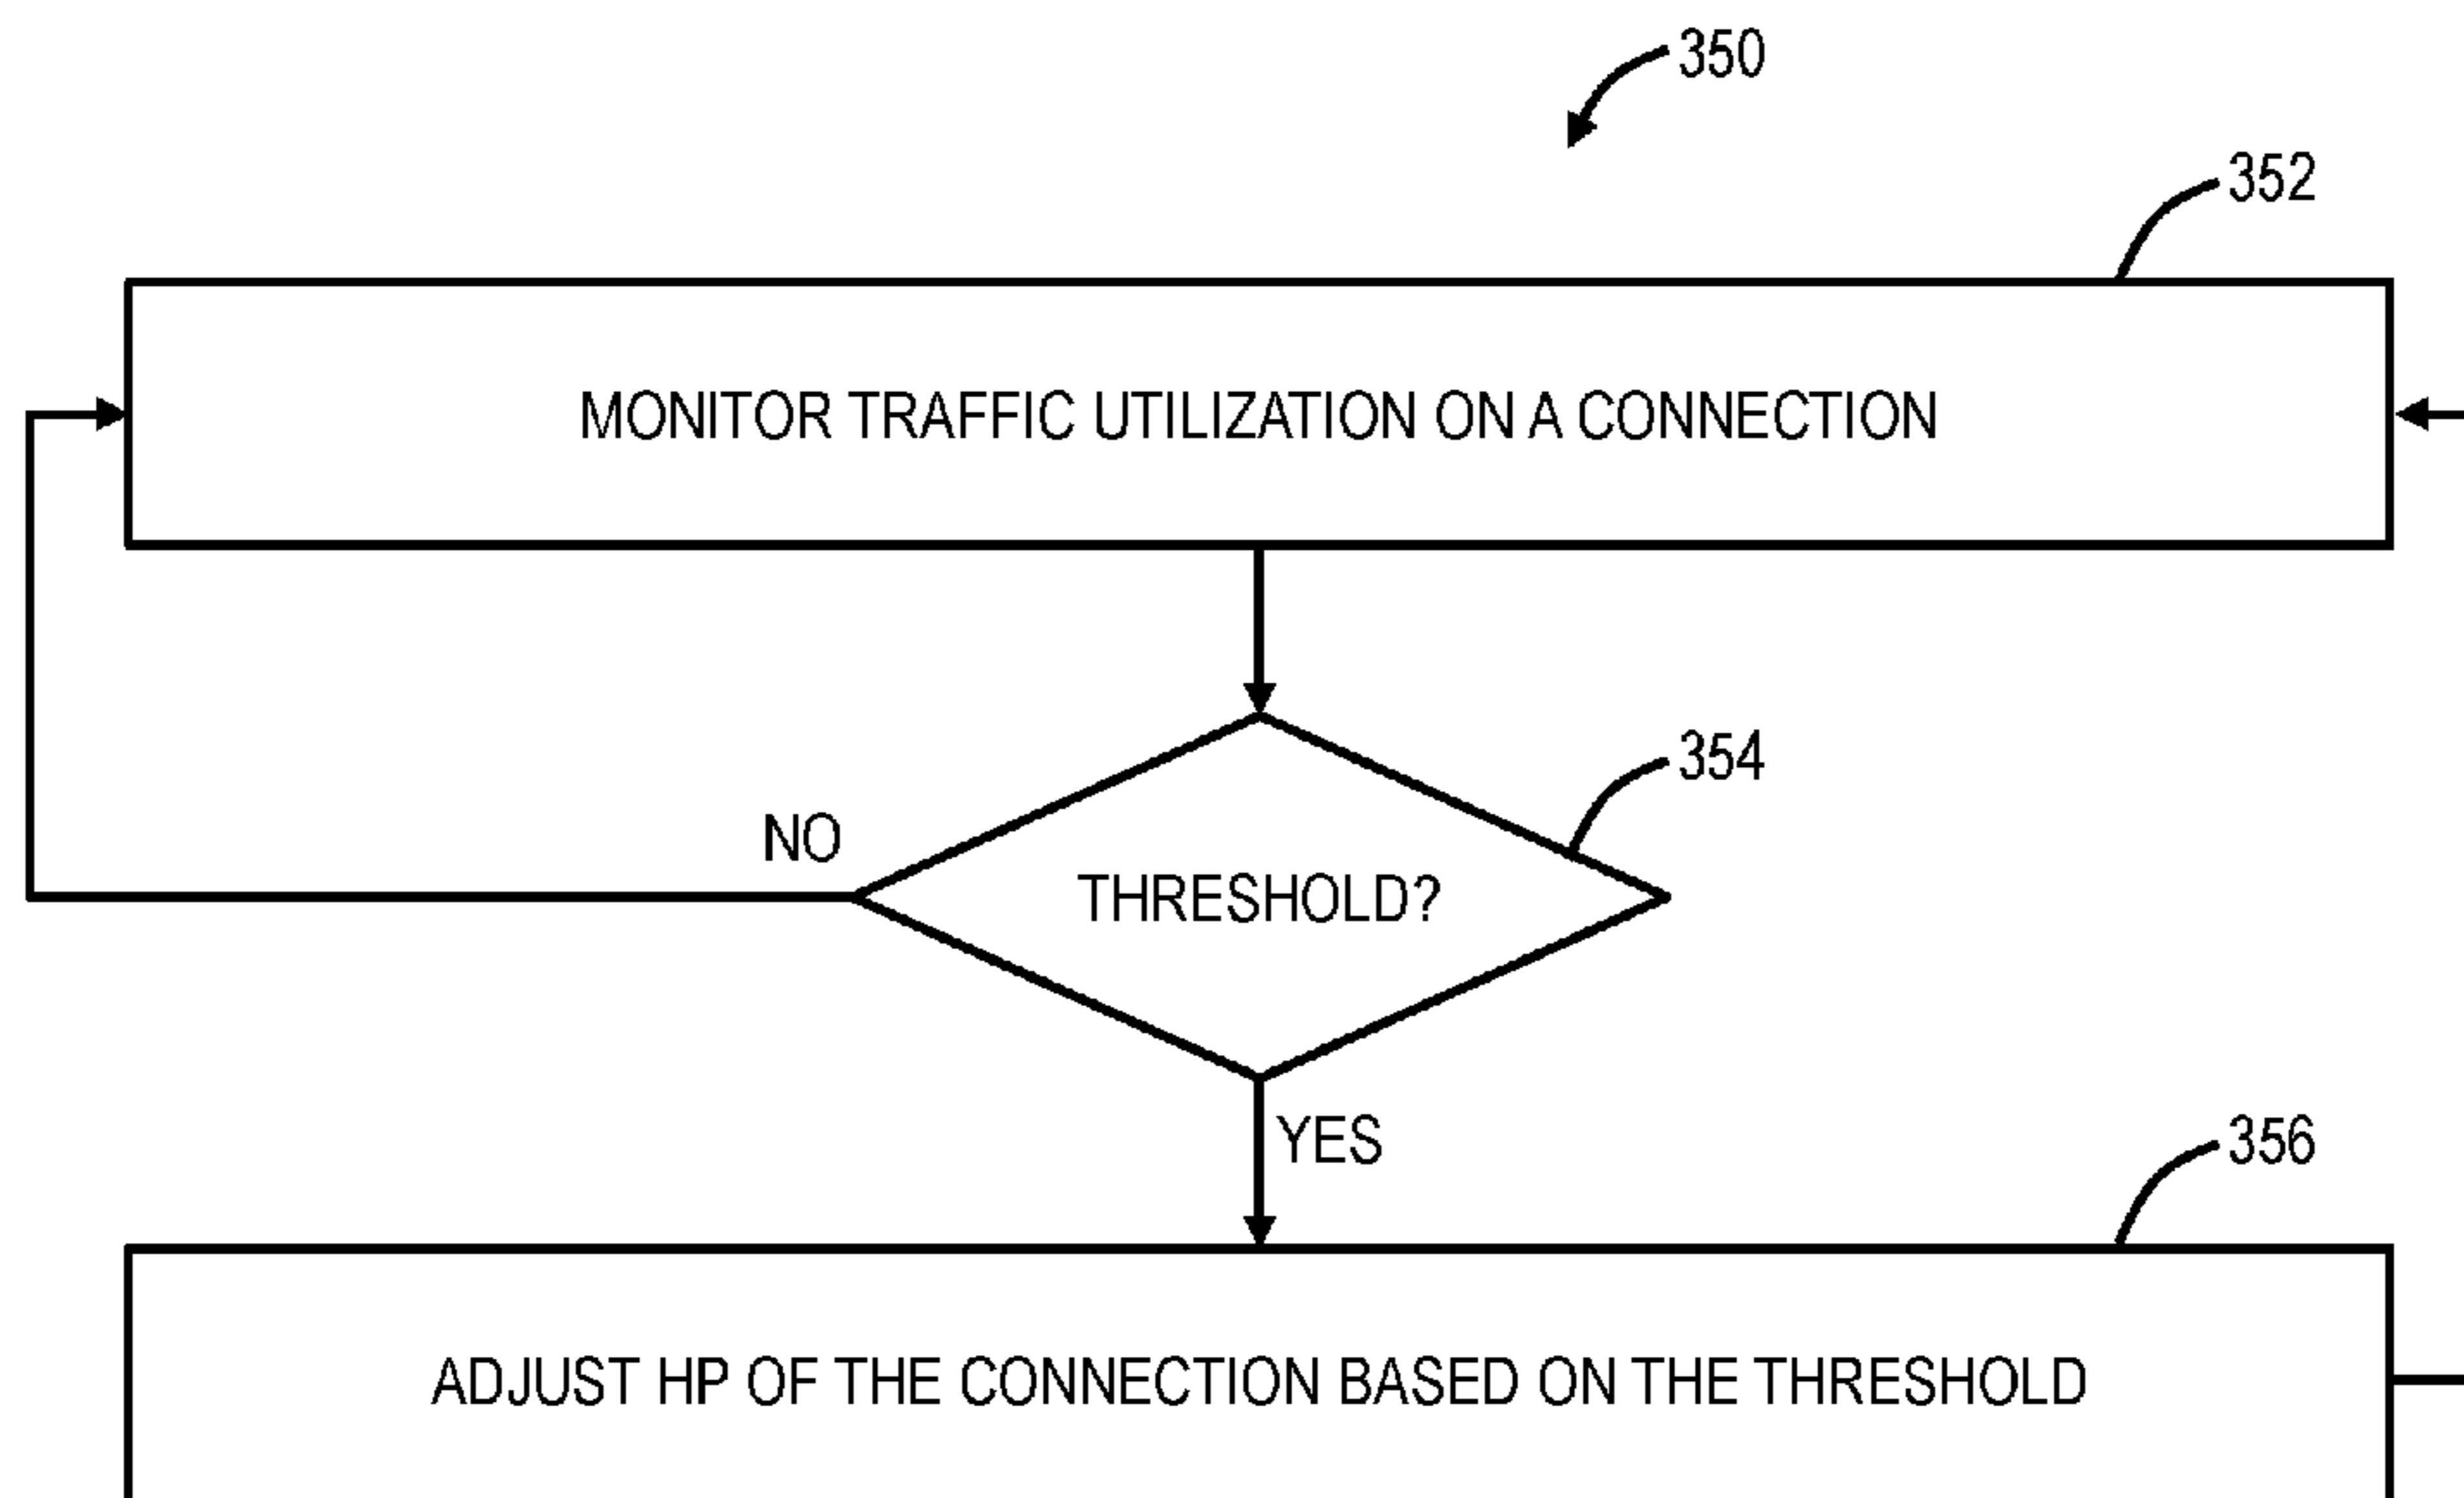 350
352
MONITOR TRAFFIC UTILIZATION ON A CONNECTION
354
NO
THRESHOLD?
YES
356
ADJUST HP OF THE CONNECTION BASED ON THE THRESHOLD